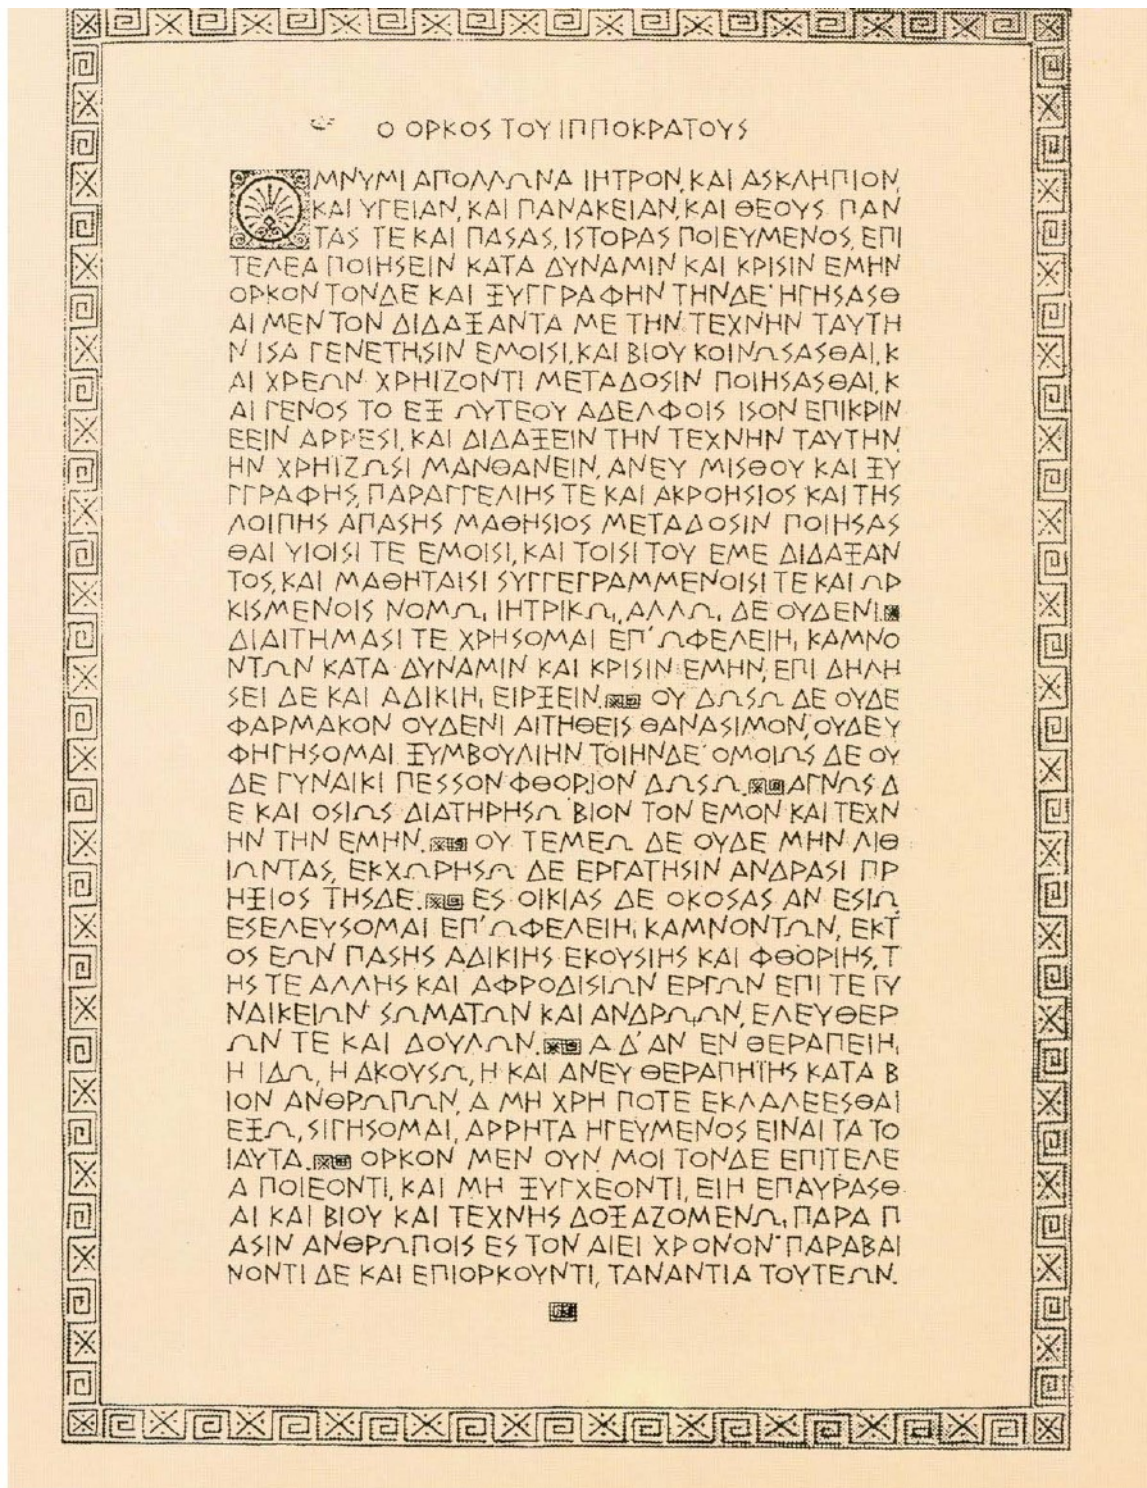 Ο ΟΡΚΟΣ ΤΟΥ ΙΠΠΟΚΡΑΤΟΥΣ
ΟΜΝΥΜΙ ΑΠΟΛΛΩΝΑ ΙΗΤΡΟΝ, ΚΑΙ ΑΣΚΛΗΠΙΟΝ,
ΚΑΙ ΥΓΕΙΑΝ, ΚΑΙ ΠΑΝΑΚΕΙΑΝ, ΚΑΙ ΘΕΟΥΣ ΠΑΝ
ΤΑΣ ΤΕ ΚΑΙ ΠΑΣΑΣ, ΙΣΤΟΡΑΣ ΠΟΙΕΥΜΕΝΟΣ, ΕΠΙ
ΤΕΛΕΑ ΠΟΙΗΣΕΙΝ ΚΑΤΑ ΔΥΝΑΜΙΝ ΚΑΙ ΚΡΙΣΙΝ ΕΜΗΝ
ΟΡΚΟΝ ΤΟΝΔΕ ΚΑΙ ΞΥΓΓΡΑΦΗΝ ΤΗΝΔΕ· ΗΓΗΣΑΣΘ
ΑΙ ΜΕΝ ΤΟΝ ΔΙΔΑΞΑΝΤΑ ΜΕ ΤΗΝ ΤΕΧΝΗΝ ΤΑΥΤΗ
Ν ΙΣΑ ΓΕΝΕΤΗΣΙΝ ΕΜΟΙΣΙ, ΚΑΙ ΒΙΟΥ ΚΟΙΝΩΣΑΣΘΑΙ, Κ
ΑΙ ΧΡΕΩΝ ΧΡΗΙΖΟΝΤΙ ΜΕΤΑΔΟΣΙΝ ΠΟΙΗΣΑΣΘΑΙ, Κ
ΑΙ ΓΕΝΟΣ ΤΟ ΕΞ ΩΥΤΕΟΥ ΑΔΕΛΦΟΙΣ ΙΣΟΝ ΕΠΙΚΡΙΝ
ΕΕΙΝ ΑΡΡΕΣΙ, ΚΑΙ ΔΙΔΑΞΕΙΝ ΤΗΝ ΤΕΧΝΗΝ ΤΑΥΤΗΝ,
ΗΝ ΧΡΗΙΖΩΣΙ ΜΑΝΘΑΝΕΙΝ, ΑΝΕΥ ΜΙΣΘΟΥ ΚΑΙ ΞΥ
ΓΓΡΑΦΗΣ, ΠΑΡΑΓΓΕΛΙΗΣ ΤΕ ΚΑΙ ΑΚΡΟΗΣΙΟΣ ΚΑΙ ΤΗΣ
ΛΟΙΠΗΣ ΑΠΑΣΗΣ ΜΑΘΗΣΙΟΣ ΜΕΤΑΔΟΣΙΝ ΠΟΙΗΣΑΣ
ΘΑΙ ΥΙΟΙΣΙ ΤΕ ΕΜΟΙΣΙ, ΚΑΙ ΤΟΙΣΙ ΤΟΥ ΕΜΕ ΔΙΔΑΞΑΝ
ΤΟΣ, ΚΑΙ ΜΑΘΗΤΑΙΣΙ ΣΥΓΓΕΓΡΑΜΜΕΝΟΙΣΙ ΤΕ ΚΑΙ ΩΡ
ΚΙΣΜΕΝΟΙΣ ΝΟΜΩι ΙΗΤΡΙΚΩι, ΑΛΛΩι ΔΕ ΟΥΔΕΝΙ.
ΔΙΑΙΤΗΜΑΣΙ ΤΕ ΧΡΗΣΟΜΑΙ ΕΠ' ΩΦΕΛΕΙΗι ΚΑΜΝΟ
ΝΤΩΝ ΚΑΤΑ ΔΥΝΑΜΙΝ ΚΑΙ ΚΡΙΣΙΝ ΕΜΗΝ, ΕΠΙ ΔΗΛΗ
ΣΕΙ ΔΕ ΚΑΙ ΑΔΙΚΙΗι ΕΙΡΞΕΙΝ. ΟΥ ΔΩΣΩ ΔΕ ΟΥΔΕ
ΦΑΡΜΑΚΟΝ ΟΥΔΕΝΙ ΑΙΤΗΘΕΙΣ ΘΑΝΑΣΙΜΟΝ, ΟΥΔΕ Υ
ΦΗΓΗΣΟΜΑΙ ΞΥΜΒΟΥΛΙΗΝ ΤΟΙΗΝΔΕ· ΟΜΟΙΩΣ ΔΕ ΟΥ
ΔΕ ΓΥΝΑΙΚΙ ΠΕΣΣΟΝ ΦΘΟΡΙΟΝ ΔΩΣΩ. ΑΓΝΩΣ Δ
Ε ΚΑΙ ΟΣΙΩΣ ΔΙΑΤΗΡΗΣΩ ΒΙΟΝ ΤΟΝ ΕΜΟΝ ΚΑΙ ΤΕΧΝ
ΗΝ ΤΗΝ ΕΜΗΝ. ΟΥ ΤΕΜΕΩ ΔΕ ΟΥΔΕ ΜΗΝ ΛΙΘ
ΙΩΝΤΑΣ, ΕΚΧΩΡΗΣΩ ΔΕ ΕΡΓΑΤΗΣΙΝ ΑΝΔΡΑΣΙ ΠΡ
ΗΞΙΟΣ ΤΗΣΔΕ. ΕΣ ΟΙΚΙΑΣ ΔΕ ΟΚΟΣΑΣ ΑΝ ΕΣΙΩ,
ΕΣΕΛΕΥΣΟΜΑΙ ΕΠ' ΩΦΕΛΕΙΗι ΚΑΜΝΟΝΤΩΝ, ΕΚΤ
ΟΣ ΕΩΝ ΠΑΣΗΣ ΑΔΙΚΙΗΣ ΕΚΟΥΣΙΗΣ ΚΑΙ ΦΘΟΡΙΗΣ, Τ
ΗΣ ΤΕ ΑΛΛΗΣ ΚΑΙ ΑΦΡΟΔΙΣΙΩΝ ΕΡΓΩΝ ΕΠΙ ΤΕ ΓΥ
ΝΑΙΚΕΙΩΝ ΣΩΜΑΤΩΝ ΚΑΙ ΑΝΔΡΩιΩΝ, ΕΛΕΥΘΕΡ
ΩΝ ΤΕ ΚΑΙ ΔΟΥΛΩΝ. Α Δ' ΑΝ ΕΝ ΘΕΡΑΠΕΙΗι
Η ΙΔΩ, Η ΑΚΟΥΣΩ, Η ΚΑΙ ΑΝΕΥ ΘΕΡΑΠΗΪΗΣ ΚΑΤΑ Β
ΙΟΝ ΑΝΘΡΩΠΩΝ, Α ΜΗ ΧΡΗ ΠΟΤΕ ΕΚΛΑΛΕΕΣΘΑΙ
ΕΞΩ, ΣΙΓΗΣΟΜΑΙ, ΑΡΡΗΤΑ ΗΓΕΥΜΕΝΟΣ ΕΙΝΑΙ ΤΑ ΤΟ
ΙΑΥΤΑ. ΟΡΚΟΝ ΜΕΝ ΟΥΝ ΜΟΙ ΤΟΝΔΕ ΕΠΙΤΕΛΕ
Α ΠΟΙΕΟΝΤΙ, ΚΑΙ ΜΗ ΞΥΓΧΕΟΝΤΙ, ΕΙΗ ΕΠΑΥΡΑΣΘ
ΑΙ ΚΑΙ ΒΙΟΥ ΚΑΙ ΤΕΧΝΗΣ ΔΟΞΑΖΟΜΕΝΩι ΠΑΡΑ Π
ΑΣΙΝ ΑΝΘΡΩΠΟΙΣ ΕΣ ΤΟΝ ΑΙΕΙ ΧΡΟΝΟΝ· ΠΑΡΑΒΑΙ
ΝΟΝΤΙ ΔΕ ΚΑΙ ΕΠΙΟΡΚΟΥΝΤΙ, ΤΑΝΑΝΤΙΑ ΤΟΥΤΕΩΝ.